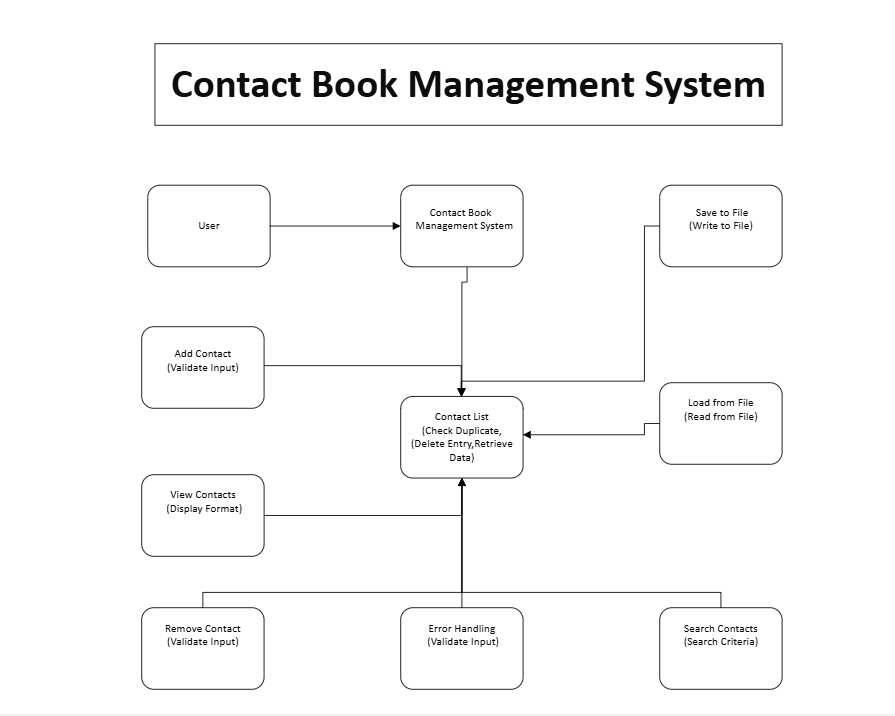 Contact Book Management System
User
Contact Book
Management System
Save to File
(Write to File)
Add Contact
(Validate Input)
Contact List
(Check Duplicate,
(Delete Entry,Retrieve
Data)
Load from File
(Read from File)
View Contacts
(Display Format)
Remove Contact
(Validate Input)
Error Handling
(Validate Input)
Search Contacts
(Search Criteria)